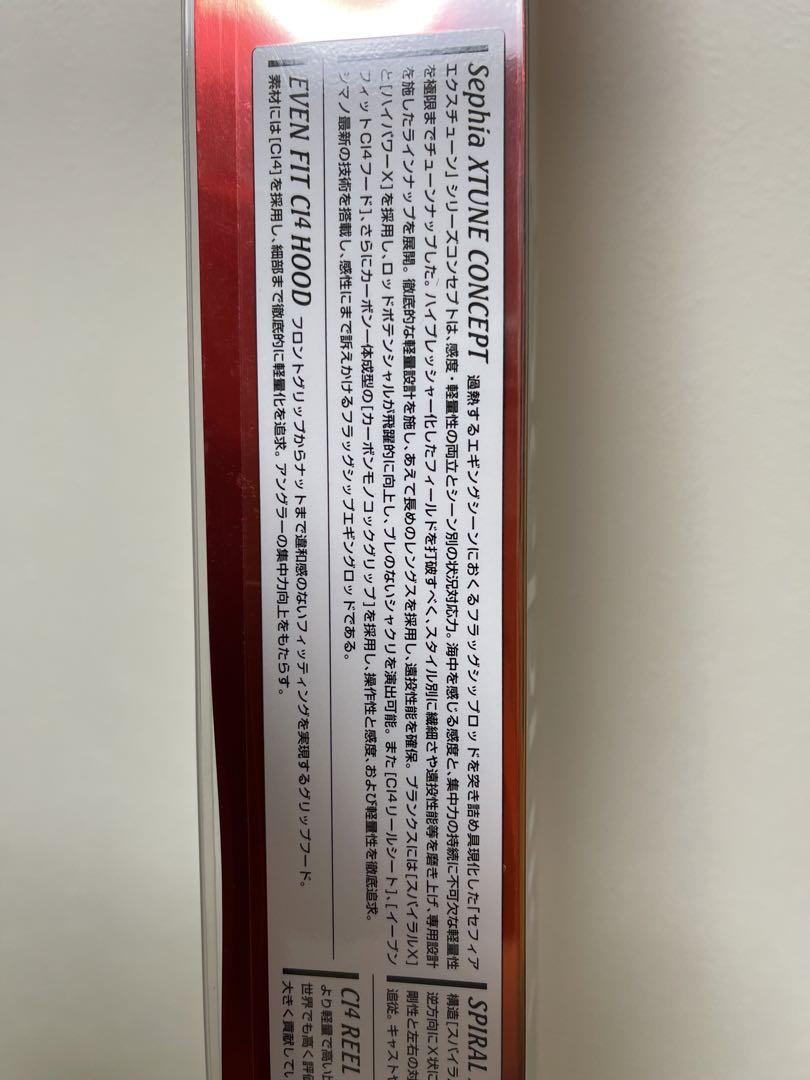 Sephia XTUNE CONCEPT 過熱するエギングシーンにおくるフラッグシップロッドを突き詰め具現化した「セフィア
エクスチューン」シリーズコンセプトは、感度・軽量性の両立とシーン別の状況対応力。海中を感じる感度と、集中力の持続に不可欠な軽量性
を極限までチューンナップした。ハイプレッシャー化したフィールドを打破すべく、スタイル別に繊細さや遠投性能等を磨き上げ、専用設計
を施したラインナップを展開。徹底的な軽量設計を施し、あえて長めのレングスを採用し、遠投性能を確保。ブランクスには[スパイラルX]
と[ハイパワーX]を採用し、ロッドポテンシャルが飛躍的に向上し、ブレのないシャクリを演出可能。また[CI4リールシート]、[イーブン
フィットCI4フード]、さらにカーボン一体成型の[カーボンモノコックグリップ]を採用し、操作性と感度、および軽量性を徹底追求。
シマノ最新の技術を搭載し、感性にまで訴えかけるフラッグシップエギングロッドである。
EVEN FIT CI4 HOOD フロントグリップからナットまで違和感のないフィッティングを実現するグリップフード。
素材には[CI4]を採用し、細部まで徹底的に軽量化を追求。アングラーの集中力向上をもたらす。
SPIRAL
構造[スパイラル
逆方向にX状に
剛性と左右の対
追従。キャストや
CI4 REEL
より軽量で高い
世界でも高く評価
大きく貢献してい